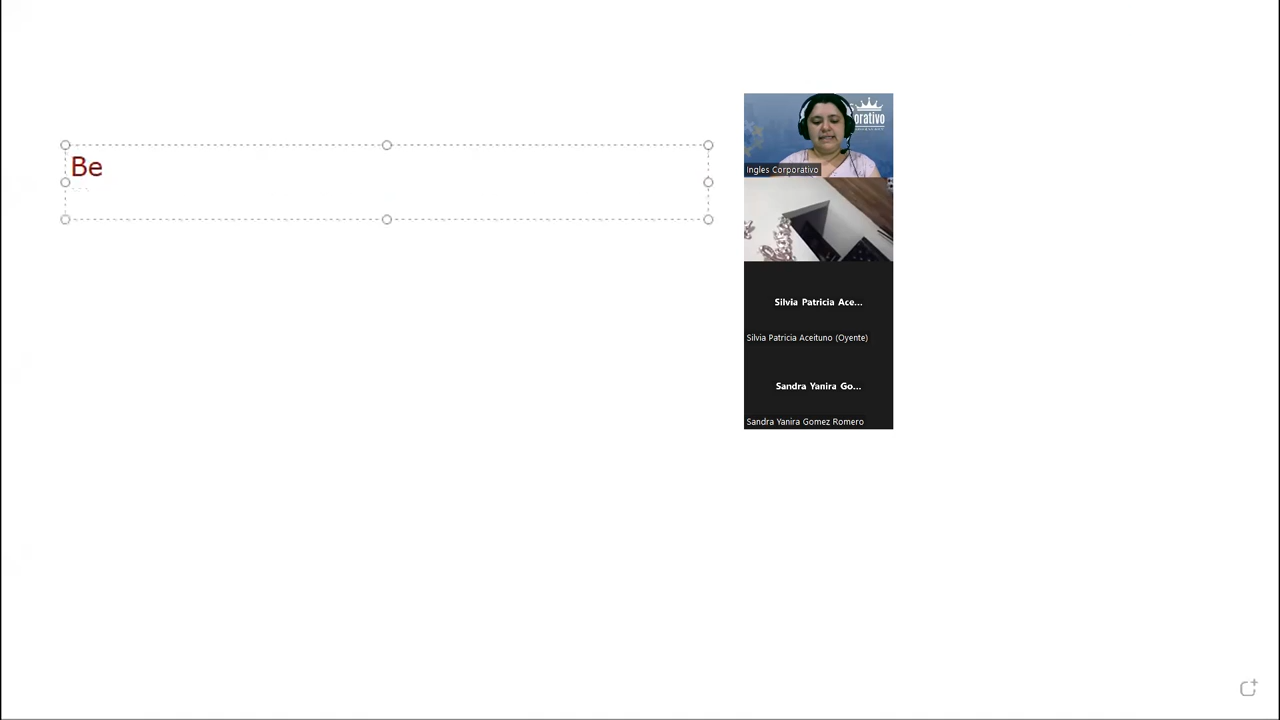 Be
orativo
Ingles Corporativo
Silvia Patricia Ace...
Silvia Patricia Aceituno (Oyente)
Sandra Yanira Go...
Sandra Yanira Gomez Romero